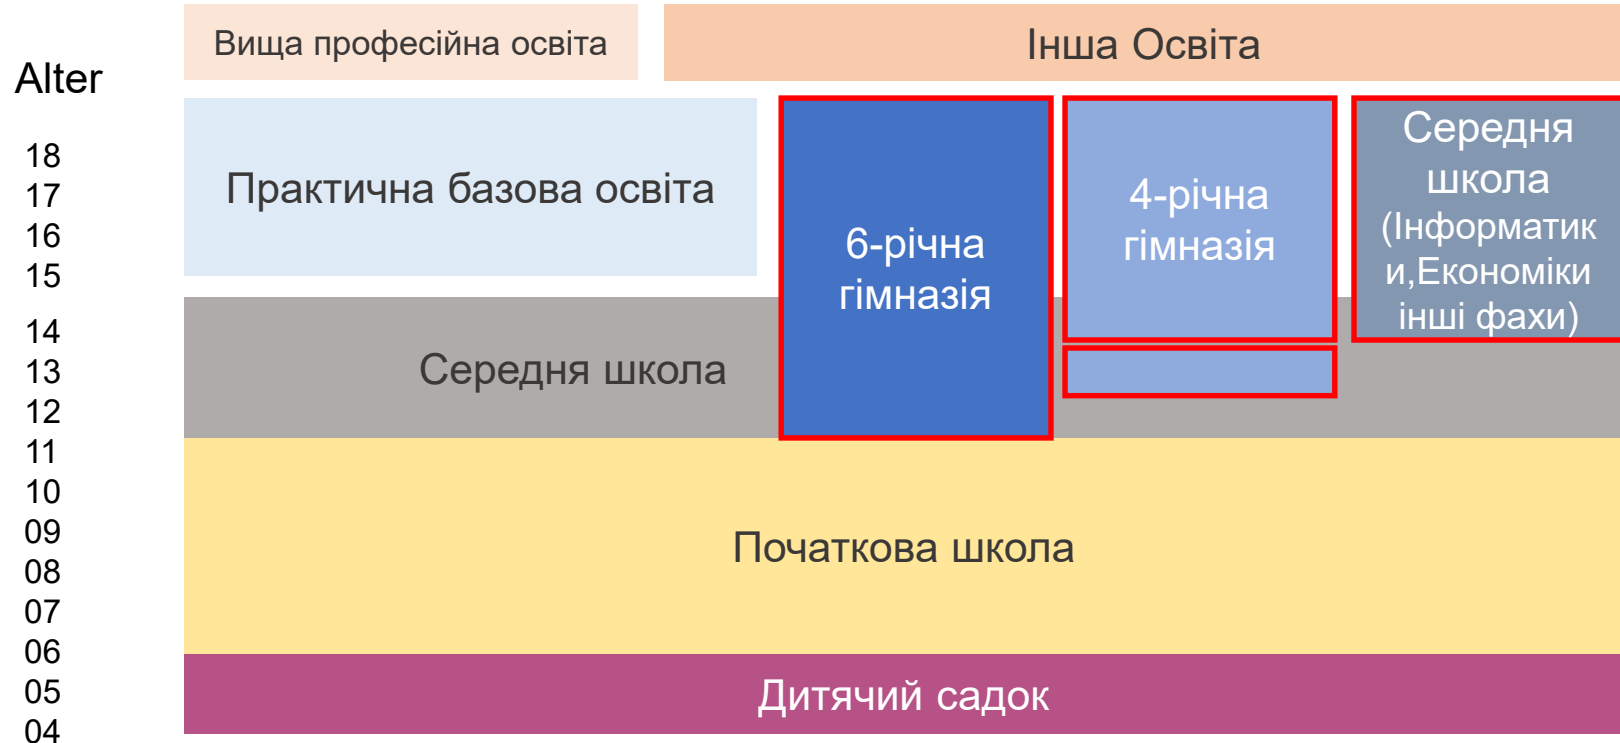 Вища професійна освіта
Інша Освіта
Alter
18
17
16
15
14
13
12
11
10
09
08
07
06
05
04
Практична базова освіта
6-річна
гімназія
4-річна
гімназія
Середня
школа
(Інформатик
и,Економіки
інші фахи)
Середня школа
Початкова школа
Дитячий садок